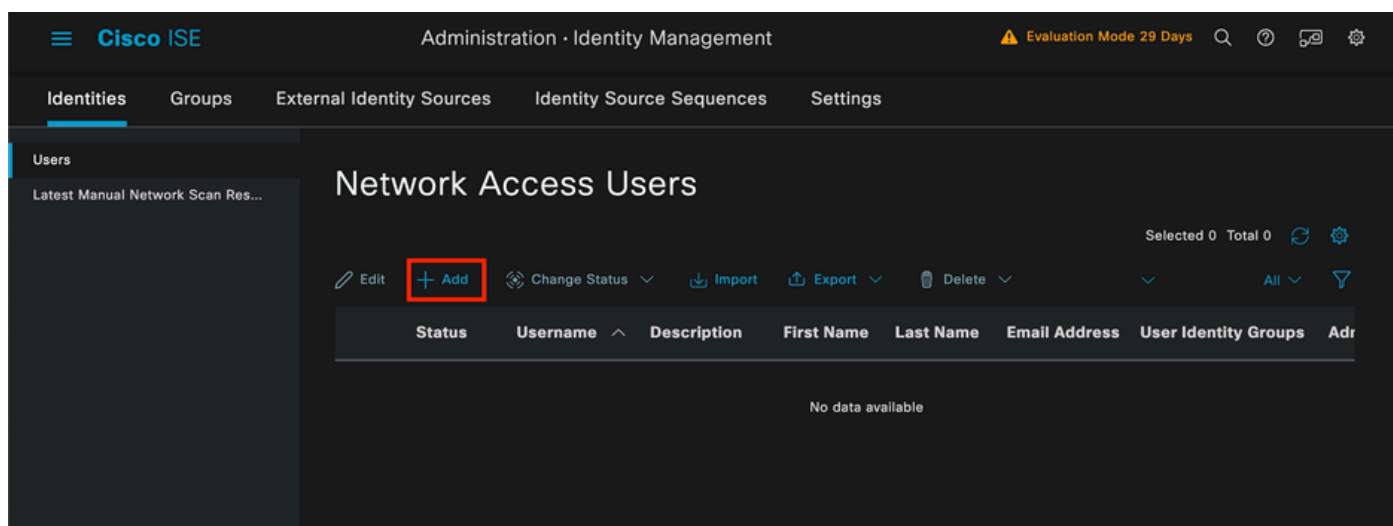 Cisco ISE
Administration · Identity Management
Evaluation Mode 29 Days
Identities Groups External Identity Sources Identity Source Sequences Settings
Users
Latest Manual Network Scan Res...
Network Access Users
Selected 0 Total 0
Edit + Add Change Status Import Export Delete All
Status Username Description First Name Last Name Email Address User Identity Groups Adr
No data available